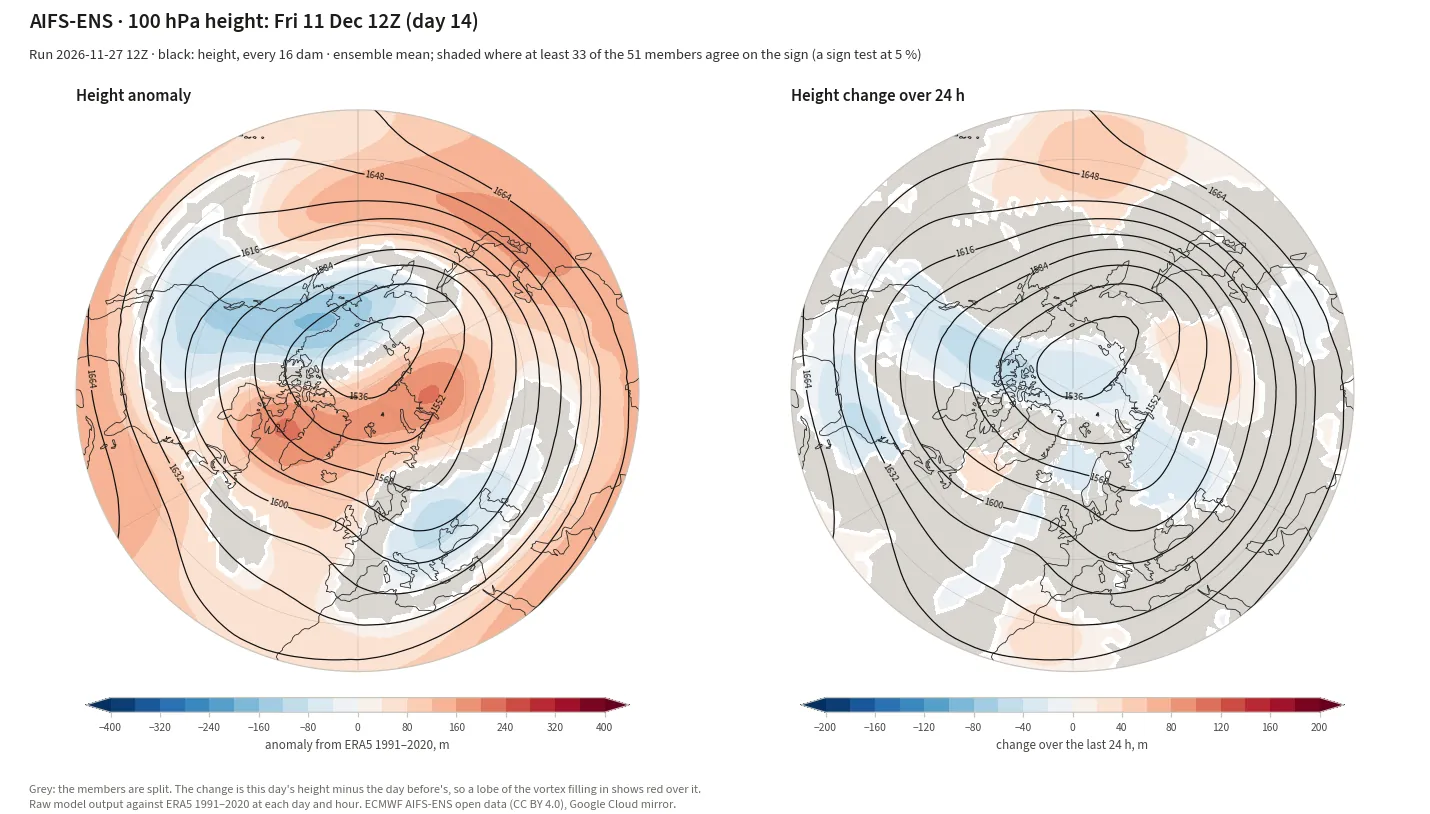 AIFS-ENS · 100 hPa height: Fri 11 Dec 12Z (day 14)
Run 2026-11-27 12Z · black: height, every 16 dam · ensemble mean; shaded where at least 33 of the 51 members agree on the sign (a sign test at 5 %)
Height anomaly
Height change over 24 h
1648
1664
1616
1584
1664
1536
1552
1568
1632
1600
1648
1664
1616
1584
1664
1536
1552
1568
1632
1600
−400 −320 −240 −160 −80 0 80 160 240 320 400
anomaly from ERA5 1991–2020, m
−200 −160 −120 −80 −40 0 40 80 120 160 200
change over the last 24 h, m
Grey: the members are split. The change is this day's height minus the day before's, so a lobe of the vortex filling in shows red over it.
Raw model output against ERA5 1991–2020 at each day and hour. ECMWF AIFS-ENS open data (CC BY 4.0), Google Cloud mirror.